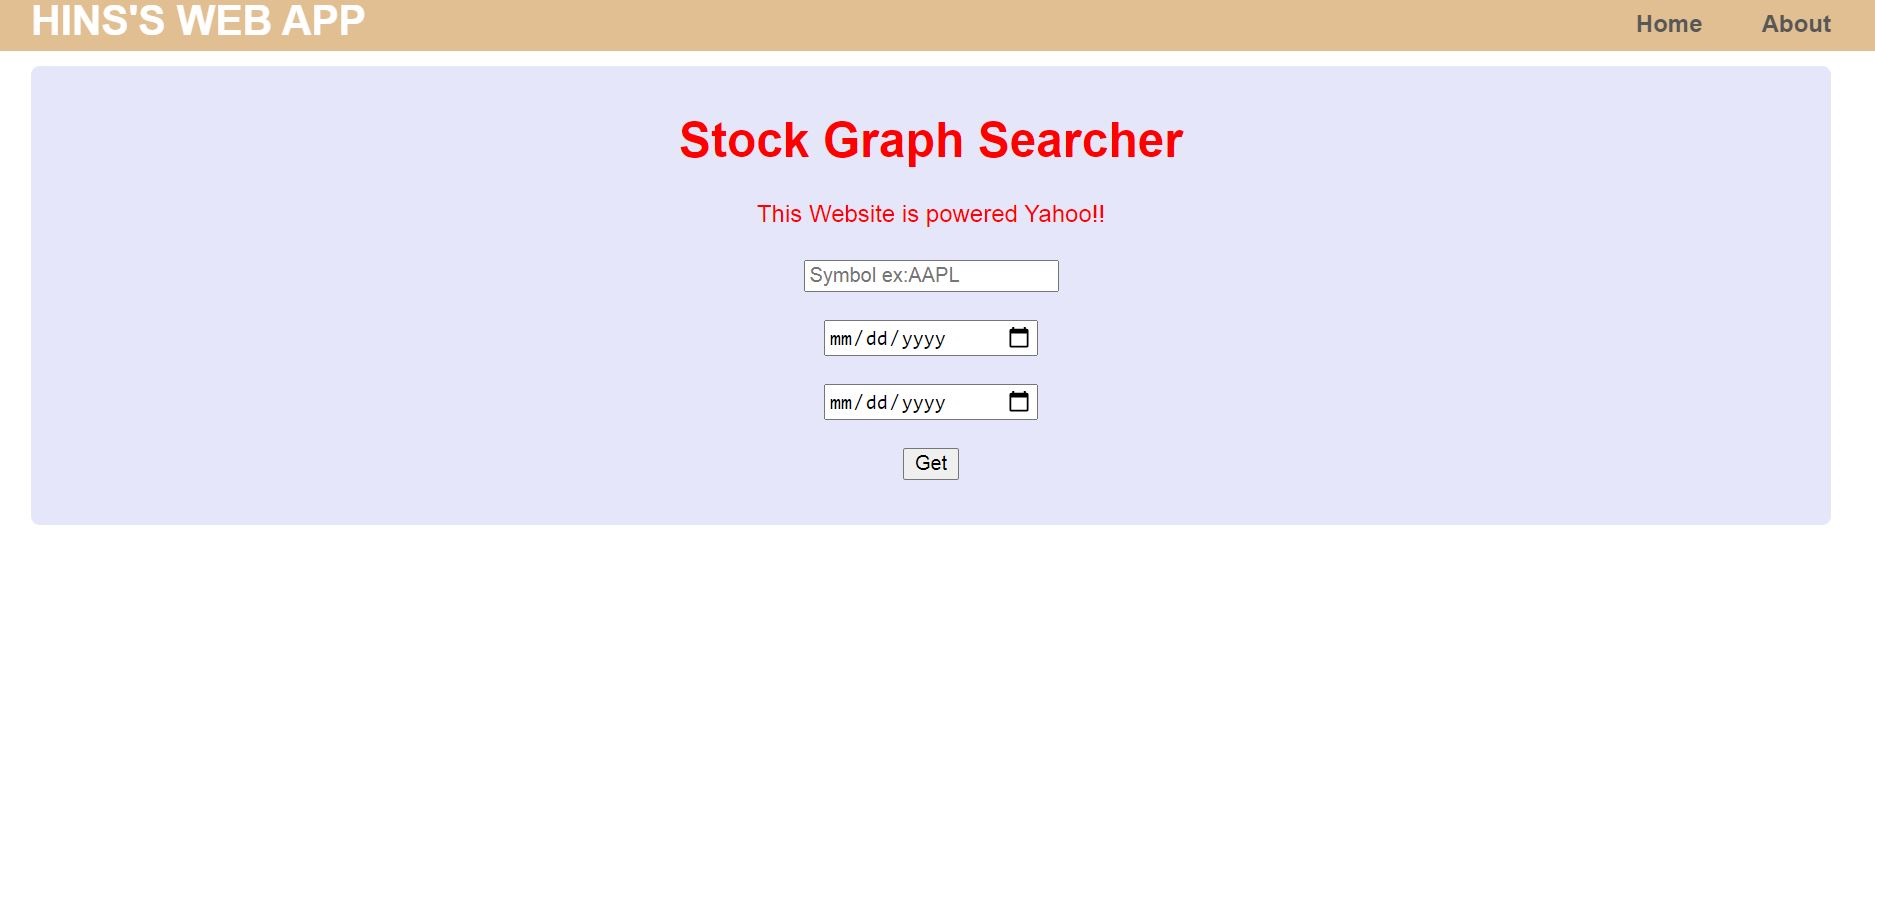 HINS'S WEB APP
Home
About
Stock Graph Searcher
This Website is powered Yahoo!!
Symbol ex:AAPL
mm/dd/yyyy
mm/dd/yyyy
Get